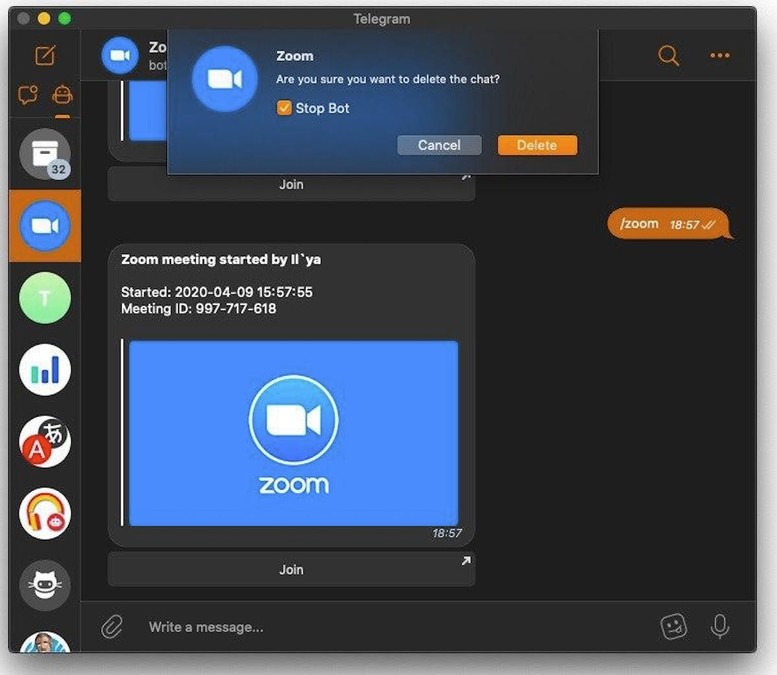 Telegram
Zo
bot
Zoom
Are you sure you want to delete the chat?
Stop Bot
Cancel
Delete
32
Join
/zoom 18:57
T
Zoom meeting started by Il`ya
Started: 2020-04-09 15:57:55
Meeting ID: 997-717-618
zoom
18:57
Join
あ
A
Write a message...